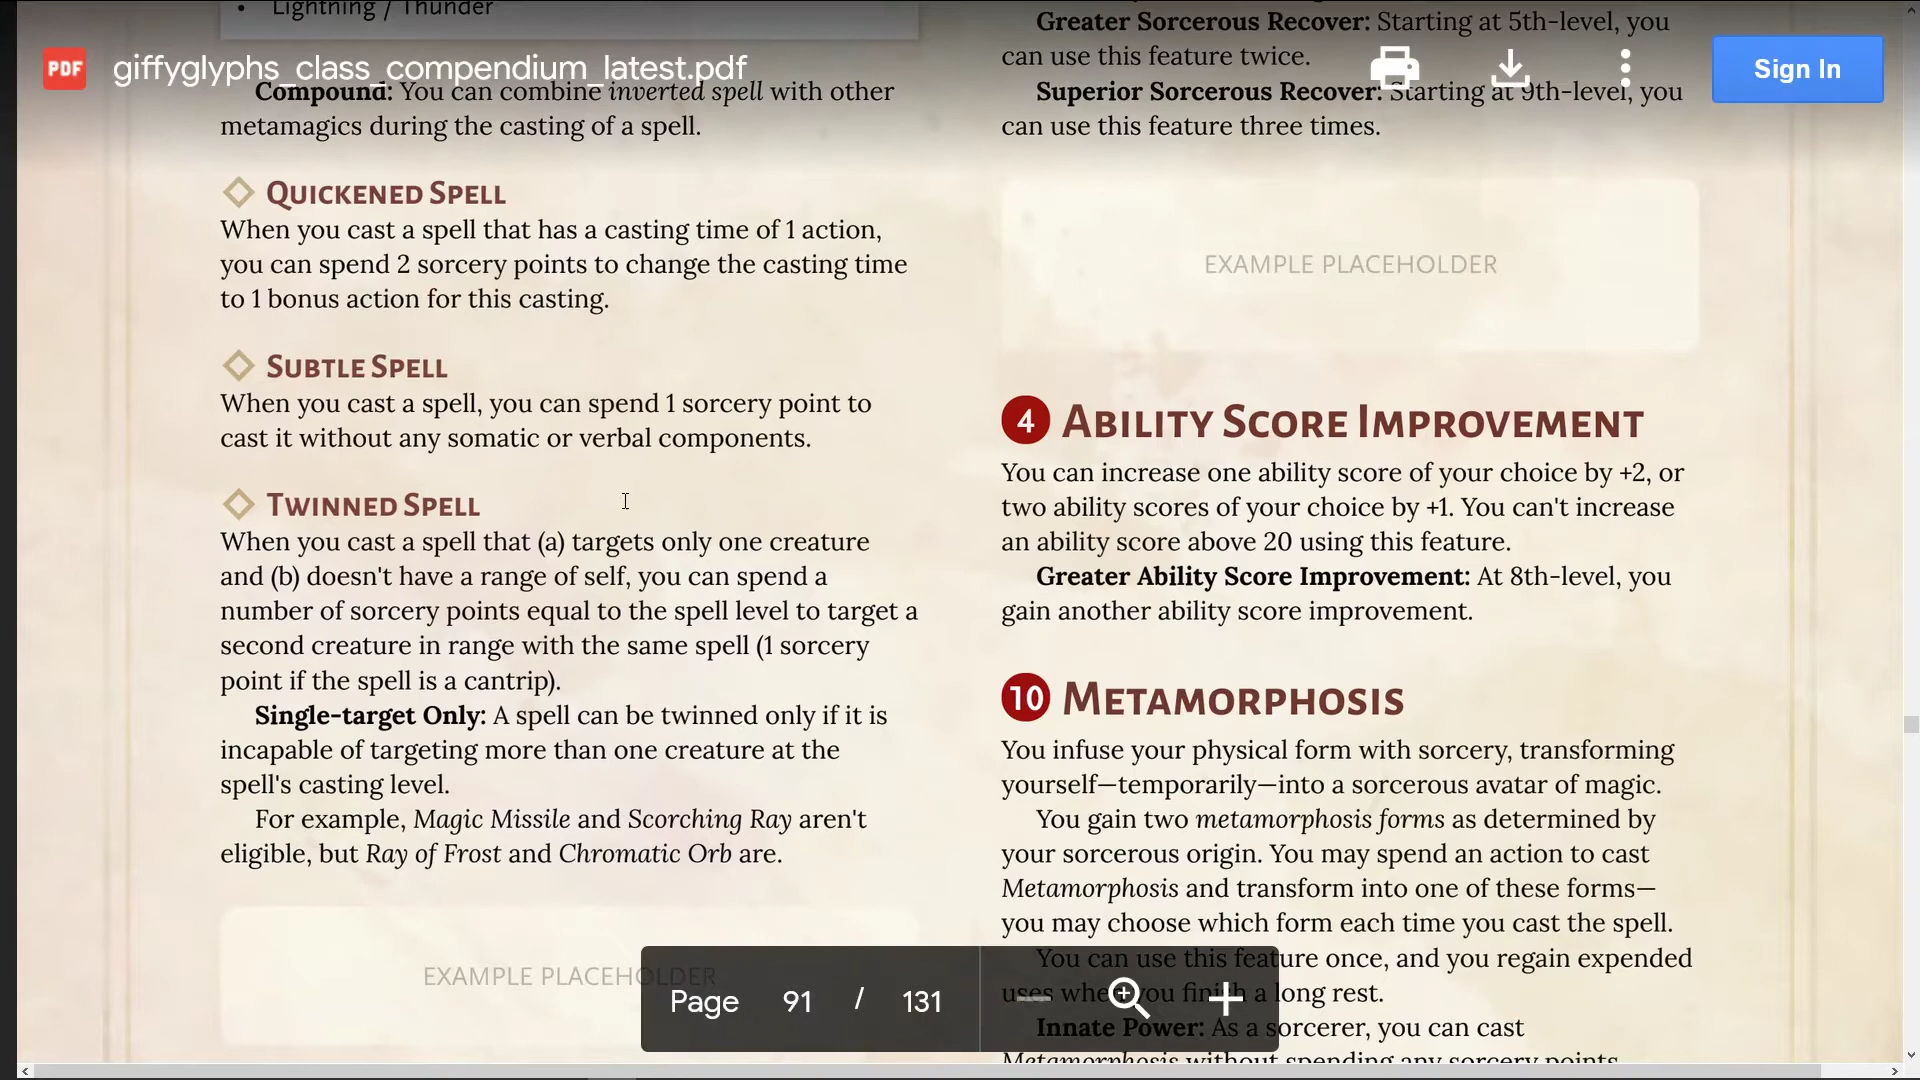 • Lightning / Thunder
PDF giffyglyphs_class_compendium_latest.pdf
Sign In
Compound: You can combine inverted spell with other
metamagics during the casting of a spell.
QUICKENED SPELL
When you cast a spell that has a casting time of 1 action,
you can spend 2 sorcery points to change the casting time
to 1 bonus action for this casting.
SUBTLE SPELL
When you cast a spell, you can spend 1 sorcery point to
cast it without any somatic or verbal components.
TWINNED SPELL
When you cast a spell that (a) targets only one creature
and (b) doesn't have a range of self, you can spend a
number of sorcery points equal to the spell level to target a
second creature in range with the same spell (1 sorcery
point if the spell is a cantrip).
Single-target Only: A spell can be twinned only if it is
incapable of targeting more than one creature at the
spell's casting level.
For example, Magic Missile and Scorching Ray aren't
eligible, but Ray of Frost and Chromatic Orb are.
EXAMPLE PLACEHOLDER
Greater Sorcerous Recover: Starting at 5th-level, you
can use this feature twice.
Superior Sorcerous Recover: Starting at 9th-level, you
can use this feature three times.
EXAMPLE PLACEHOLDER
4 ABILITY SCORE IMPROVEMENT
You can increase one ability score of your choice by +2, or
two ability scores of your choice by +1. You can't increase
an ability score above 20 using this feature.
Greater Ability Score Improvement: At 8th-level, you
gain another ability score improvement.
10 METAMORPHOSIS
You infuse your physical form with sorcery, transforming
yourself—temporarily—into a sorcerous avatar of magic.
You gain two metamorphosis forms as determined by
your sorcerous origin. You may spend an action to cast
Metamorphosis and transform into one of these forms—
you may choose which form each time you cast the spell.
You can use this feature once, and you regain expended
uses when you finish a long rest.
Innate Power: As a sorcerer, you can cast
Metamorphosis without spending any sorcery points
Page 91 / 131